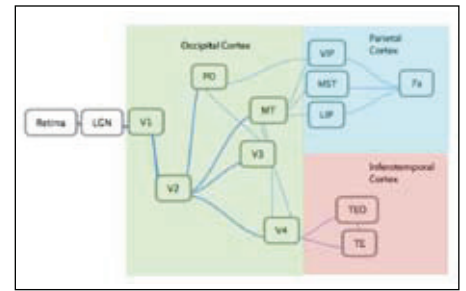 Occipital Cortex
Parietal
Cortex
Inferotemporal
Cortex
Retina
LGN
V1
V2
PO
MT
V3
V4
VIP
MST
LIP
7a
TEO
TE